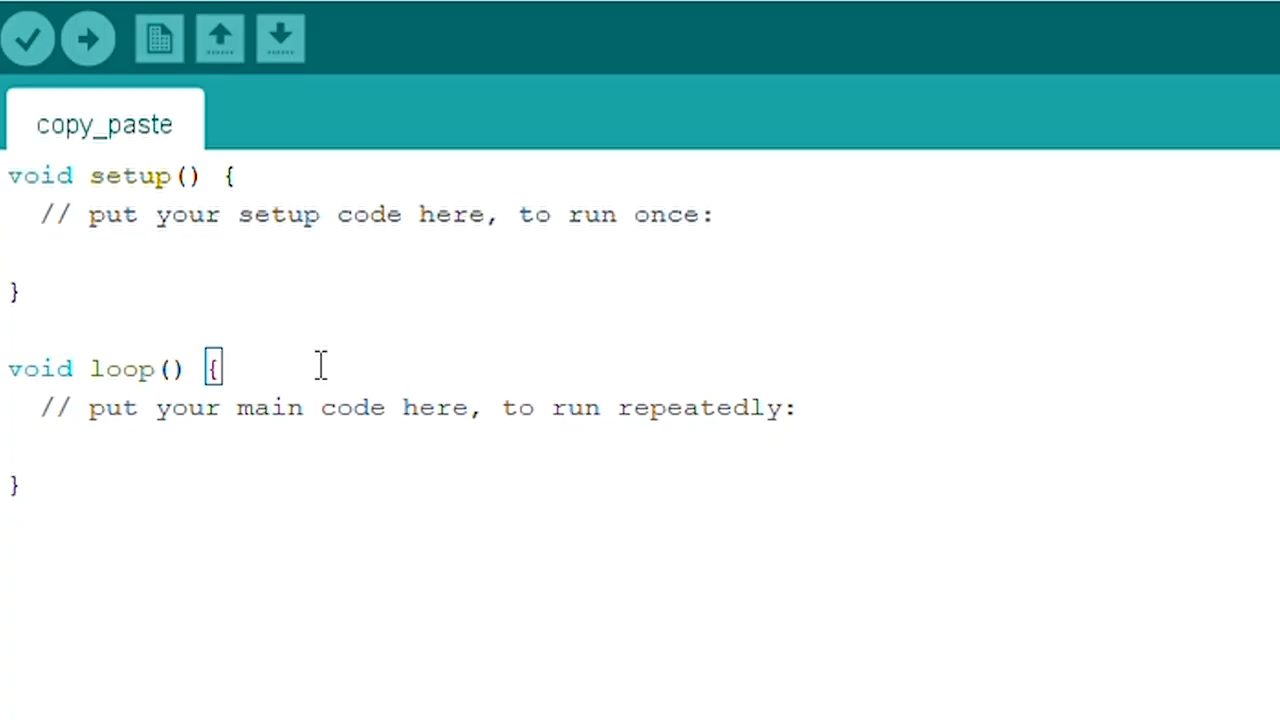 copy_paste
void setup() {
  // put your setup code here, to run once:
}
void loop() {
  // put your main code here, to run repeatedly:
}